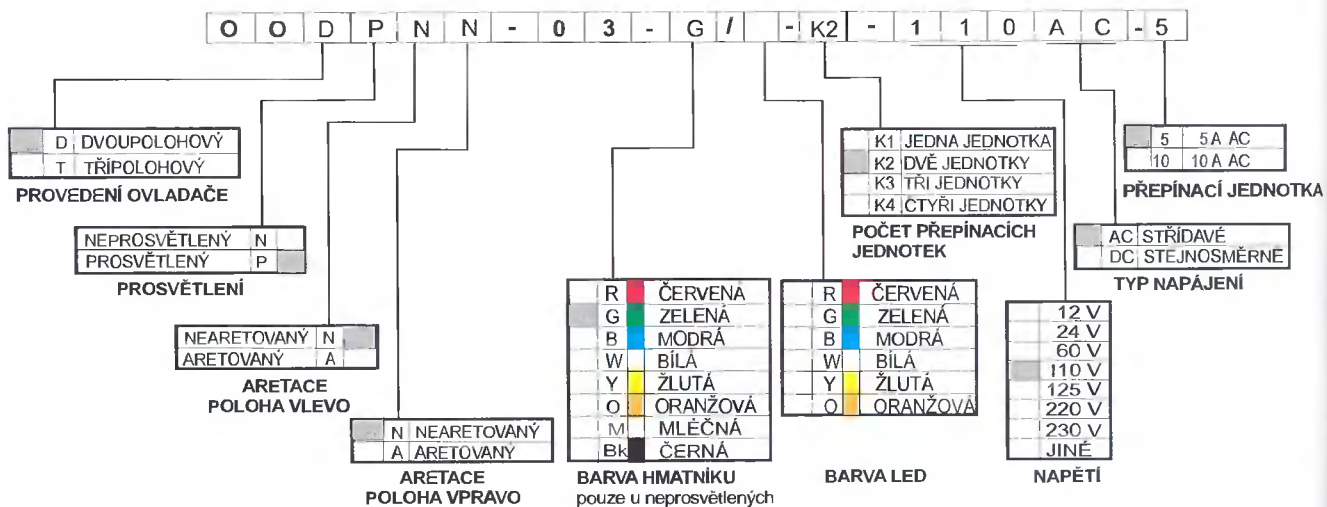 O O D P N N - 0 3 - G / - K2 - 1 1 0 A C - 5
D DVOUPOLOHOVÝ
T TŘÍPOLOHOVÝ
PROVEDENÍ OVLADAČE
NEPROSVĚTLENÝ N
PROSVĚTLENÝ P
PROSVĚTLENÍ
NEARETOVANÝ N
ARETOVANÝ A
ARETACE
POLOHA VLEVO
N NEARETOVANÝ
A ARETOVANÝ
ARETACE
POLOHA VPRAVO
R ČERVENÁ
G ZELENÁ
B MODRÁ
W BÍLÁ
Y ŽLUTÁ
O ORANŽOVÁ
M MLÉČNÁ
Bk ČERNÁ
BARVA HMATNÍKU
pouze u neprosvětlených
R ČERVENÁ
G ZELENÁ
B MODRÁ
W BÍLÁ
Y ŽLUTÁ
O ORANŽOVÁ
BARVA LED
K1 JEDNA JEDNOTKA
K2 DVĚ JEDNOTKY
K3 TŘI JEDNOTKY
K4 ČTYŘI JEDNOTKY
POČET PŘEPÍNACÍCH
JEDNOTEK
12 V
24 V
60 V
110 V
125 V
220 V
230 V
JINÉ
NAPĚTÍ
AC STŘÍDAVÉ
DC STEJNOSMĚRNÉ
TYP NAPÁJENÍ
5 5A AC
10 10A AC
PŘEPÍNACÍ JEDNOTKA